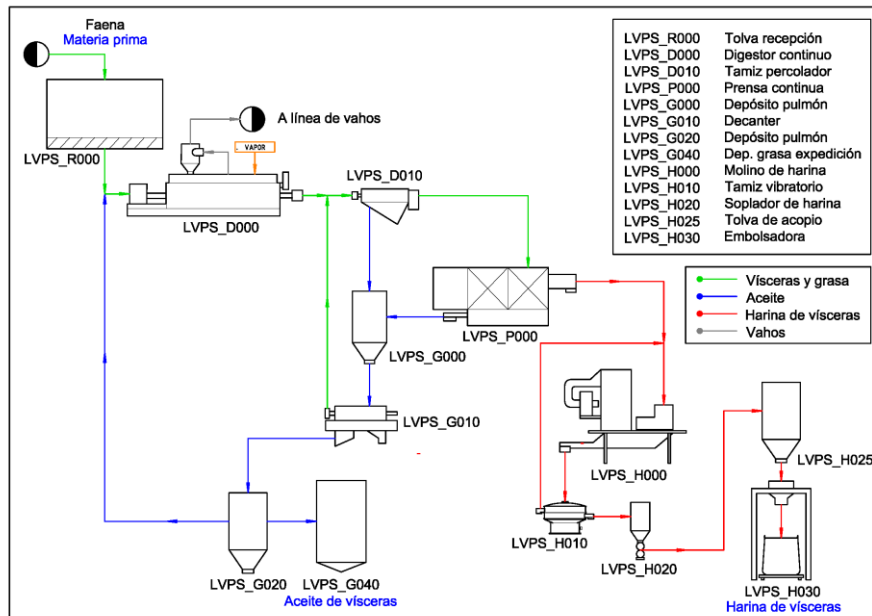 Faena
Materia prima
LVPS_R000
A línea de vahos
VAPOR
LVPS_D000
LVPS_D010
LVPS_P000
LVPS_G000
LVPS_G010
LVPS_G020
LVPS_G040
Aceite de vísceras
LVPS_H000
LVPS_H010
LVPS_H020
LVPS_H025
LVPS_H030
Harina de vísceras
LVPS_R000 Tolva recepción
LVPS_D000 Digestor continuo
LVPS_D010 Tamiz percolador
LVPS_P000 Prensa continua
LVPS_G000 Depósito pulmón
LVPS_G010 Decanter
LVPS_G020 Depósito pulmón
LVPS_G040 Dep. grasa expedición
LVPS_H000 Molino de harina
LVPS_H010 Tamiz vibratorio
LVPS_H020 Soplador de harina
LVPS_H025 Tolva de acopio
LVPS_H030 Embolsadora
Vísceras y grasa
Aceite
Harina de vísceras
Vahos